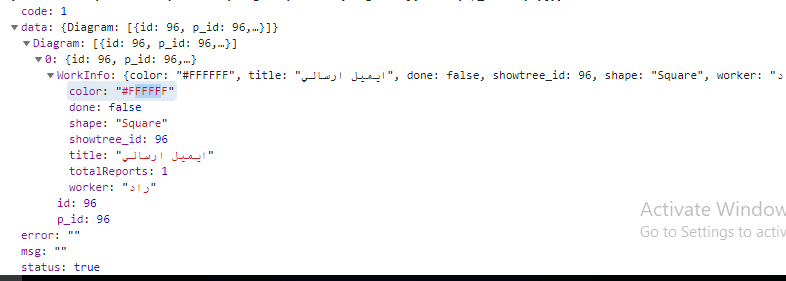 code: 1
data: {Diagram: [{id: 96, p_id: 96,…}]}
Diagram: [{id: 96, p_id: 96,…}]
0: {id: 96, p_id: 96,…}
WorkInfo: {color: "#FFFFFF", title: "ایمیل ارسالي", done: false, showtree_id: 96, shape: "Square", worker: "د
color: "#FFFFFF"
done: false
shape: "Square"
showtree_id: 96
title: "ایمیل ارسالي"
totalReports: 1
worker: "راد"
id: 96
p_id: 96
error: ""
msg: ""
status: true
Activate Window
Go to Settings to activ